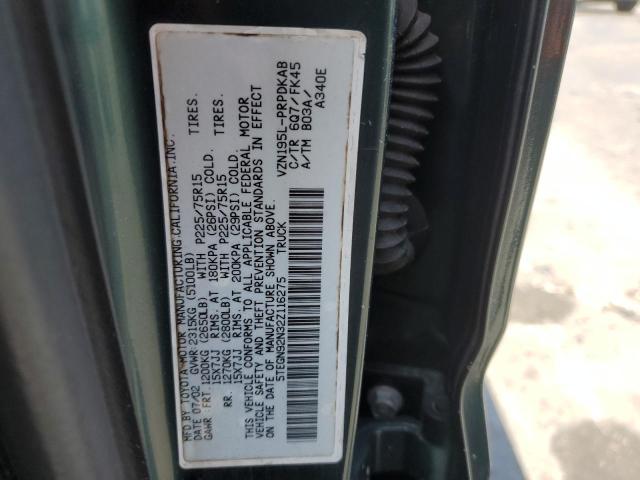 MFD BY TOYOTA MOTOR MANUFACTURING CALIFORNIA,INC.
DATE 07/02 GVWR:2315KG (5100LB)
GAWR : FRT 1200KG (2650LB) WITH P225/75R15 TIRES.
15X7JJ RIMS. AT 180KPA (26PSI) COLD.
RR. 1270KG (2800LB) WITH P225/75R15 TIRES.
15X7JJ RIMS. AT 200KPA (29PSI) COLD.
THIS VEHICLE CONFORMS TO ALL APPLICABLE FEDERAL MOTOR
VEHICLE SAFETY AND THEFT PREVENTION STANDARDS IN EFFECT
ON THE DATE OF MANUFACTURE SHOWN ABOVE.
5TEGN92N32Z116275 TRUCK
VZN195L-PRPDKAB
C/TR 6Q7/FK45
A/TM B03A/
A340E